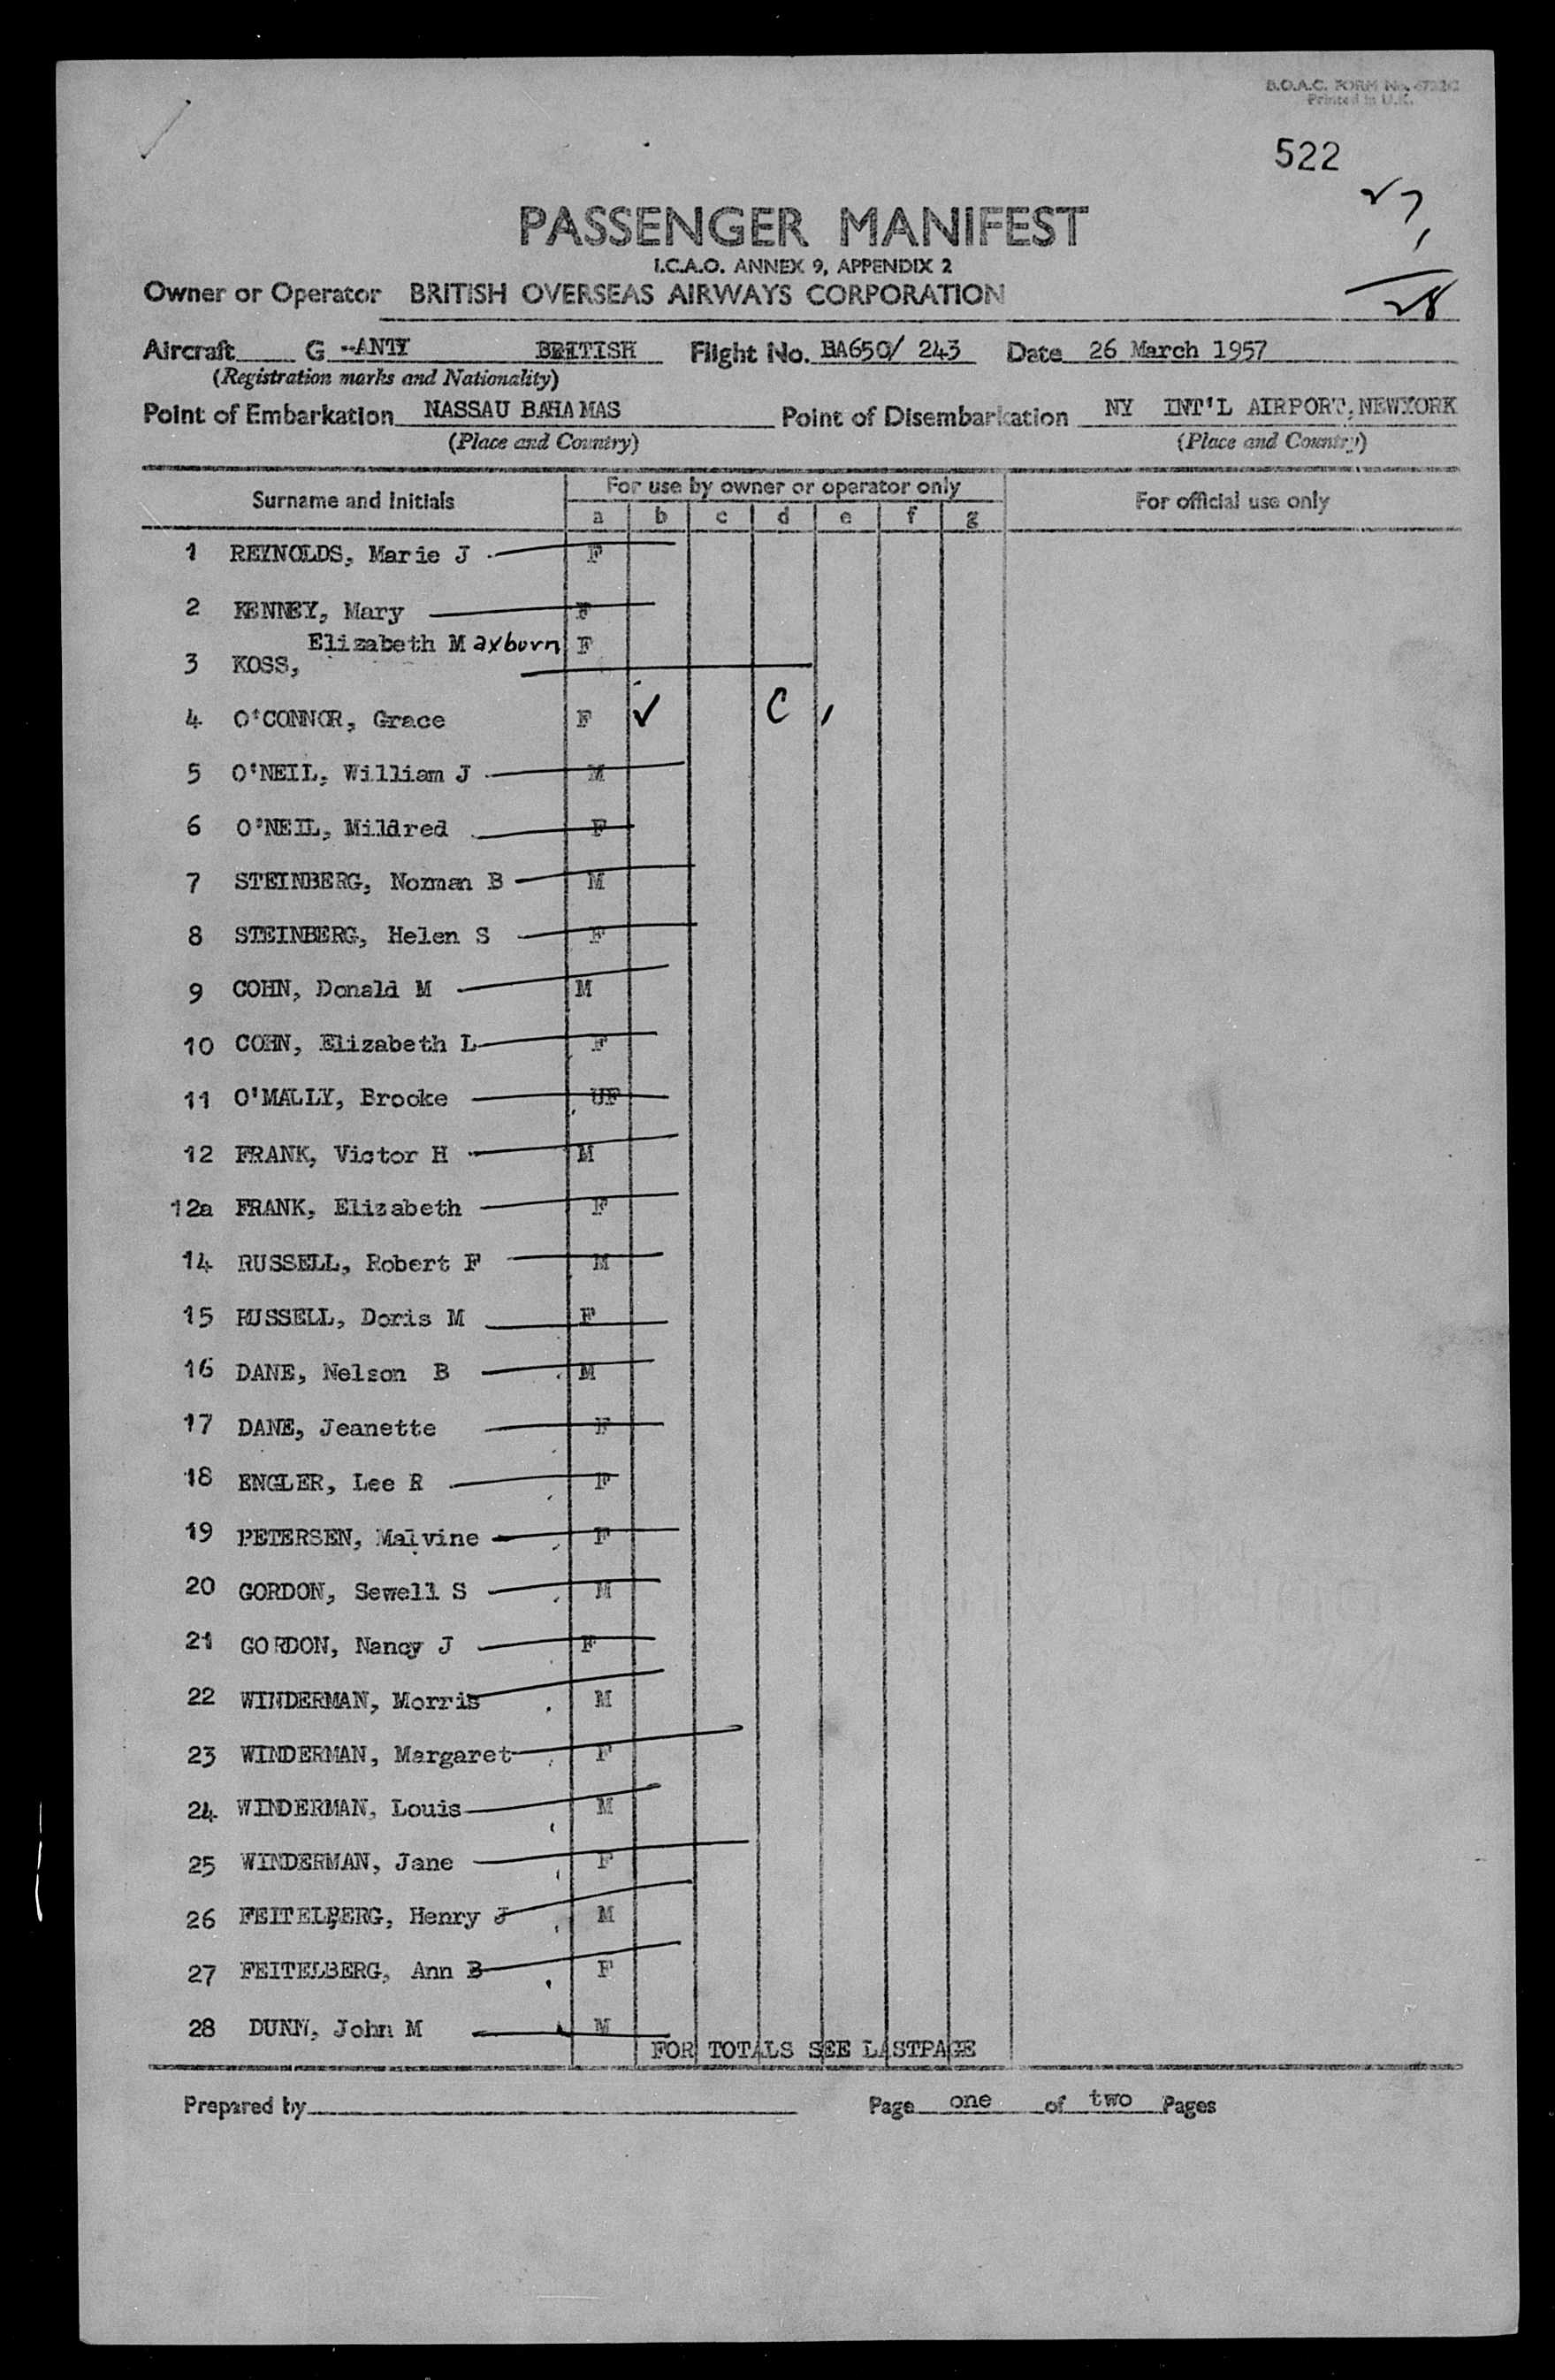 B.O.A.C. FORM No.
Printed in U.K.
522
27
1
28
PASSENGER MANIFEST
I.C.A.O. ANNEX 9, APPENDIX 2
Owner or Operator BRITISH OVERSEAS AIRWAYS CORPORATION
Aircraft G --ANTY BRITISH Flight No. BA650/ 243 Date 26 March 1957
(Registration marks and Nationality)
Point of Embarkation NASSAU BAHAMAS Point of Disembarkation NY INT'L AIRPORT, NEWYORK
(Place and Country) (Place and Country)
Surname and Initials For use by owner or operator only For official use only
a b c d e f g
1 REYNOLDS, Marie J F
2 KENNEY, Mary F
Elizabeth Maxburn F
3 KOSS,
4 O'CONNOR, Grace F ✓ C
5 O'NEIL, William J M
6 O'NEIL, Mildred F
7 STEINBERG, Norman B M
8 STEINBERG, Helen S F
9 COHN, Donald M M
10 COHN, Elizabeth L F
11 O'MALLY, Brooke UF
12 FRANK, Victor H M
12a FRANK, Elizabeth F
14 RUSSELL, Robert F M
15 RUSSELL, Doris M F
16 DANE, Nelson B M
17 DANE, Jeanette F
18 ENGLER, Lee R F
19 PETERSEN, Malvine F
20 GORDON, Sewell S M
21 GORDON, Nancy J F
22 WINDERMAN, Morris M
23 WINDERMAN, Margaret F
24 WINDERMAN, Louis M
25 WINDERMAN, Jane F
26 FEITELBERG, Henry J M
27 FEITELBERG, Ann B F
28 DUNN, John M M
FOR TOTALS SEE LASTPAGE
Prepared by Page one of two Pages